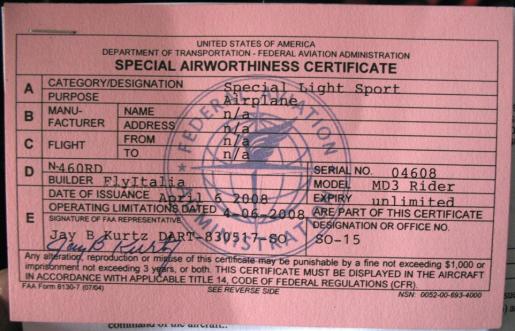 UNITED STATES OF AMERICA
DEPARTMENT OF TRANSPORTATION - FEDERAL AVIATION ADMINISTRATION
SPECIAL AIRWORTHINESS CERTIFICATE
A CATEGORY/DESIGNATION Special Light Sport
PURPOSE Airplane
B MANU-FACTURER NAME n/a
ADDRESS n/a
C FLIGHT FROM n/a
TO n/a
D N-460RD SERIAL NO. 04608
BUILDER FlyItalia MODEL MD3 Rider
E DATE OF ISSUANCE April 6 2008 EXPIRY unlimited
OPERATING LIMITATIONS DATED 4-06-2008 ARE PART OF THIS CERTIFICATE
SIGNATURE OF FAA REPRESENTATIVE DESIGNATION OR OFFICE NO.
Jay B Kurtz DART-830517-SO SO-15
Jay B Kurtz
FEDERAL AVIATION ADMINISTRATION
Any alteration, reproduction or misuse of this certificate may be punishable by a fine not exceeding $1,000 or
imprisonment not exceeding 3 years, or both. THIS CERTIFICATE MUST BE DISPLAYED IN THE AIRCRAFT
IN ACCORDANCE WITH APPLICABLE TITLE 14, CODE OF FEDERAL REGULATIONS (CFR).
FAA Form 8130-7 (07/04) SEE REVERSE SIDE NSN: 0052-00-693-4000
command of the aircraft..